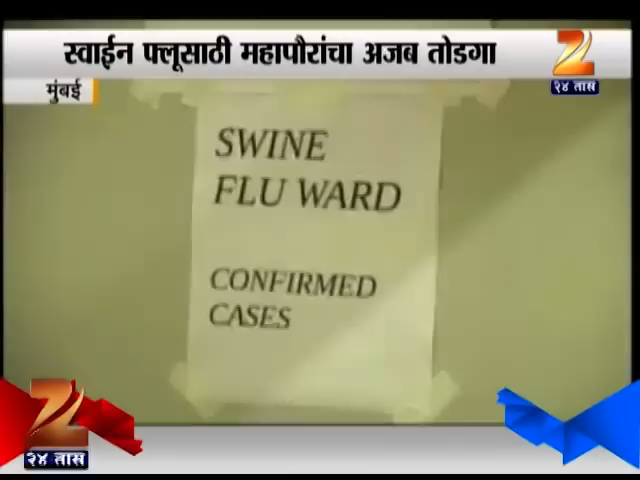 स्वाईन फ्लूसाठी महापौरांचा अजब तोडगा
२४ तास
मुंबई
SWINE
FLU WARD
CONFIRMED
CASES
२४ तास